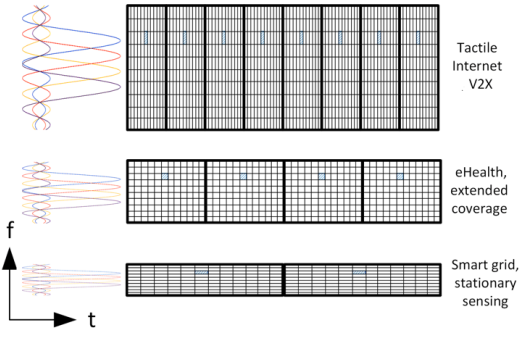 Tactile
Internet
V2X
eHealth,
extended
coverage
f
Smart grid,
stationary
sensing
t